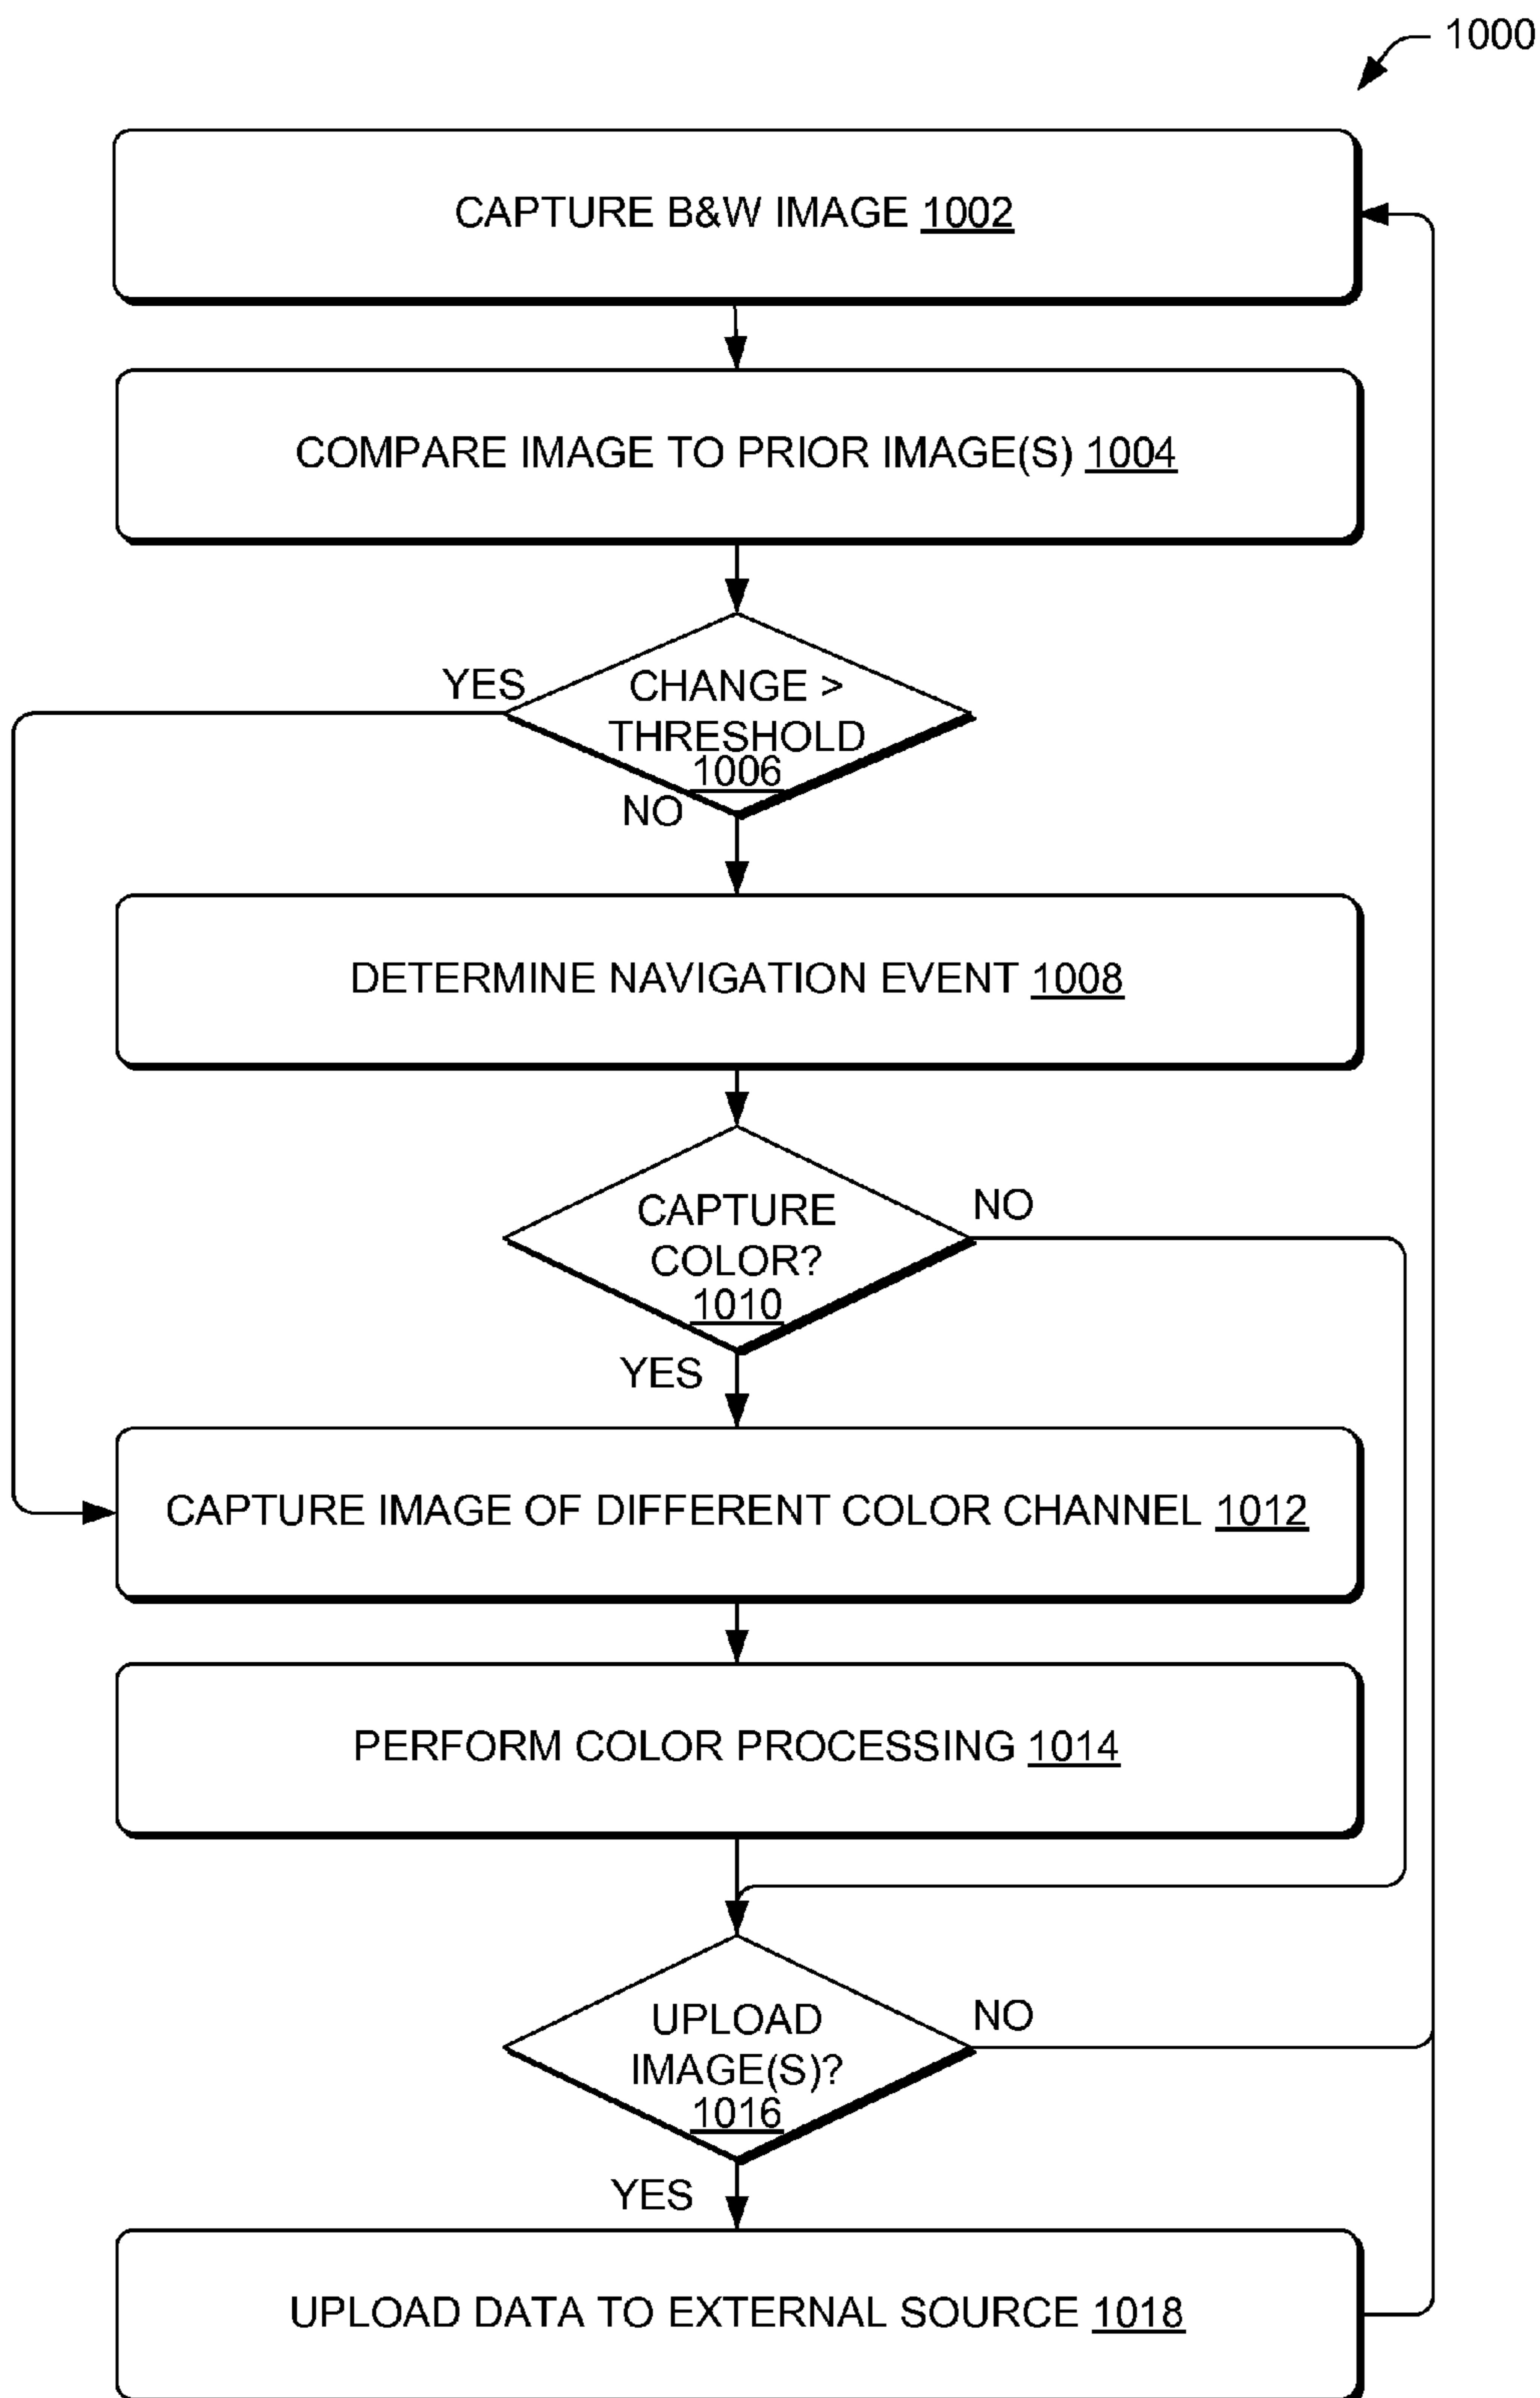 1000
CAPTURE B&W IMAGE 1002
COMPARE IMAGE TO PRIOR IMAGE(S) 1004
YES
CHANGE >
THRESHOLD
1006
NO
DETERMINE NAVIGATION EVENT 1008
CAPTURE
COLOR?
1010
NO
YES
CAPTURE IMAGE OF DIFFERENT COLOR CHANNEL 1012
PERFORM COLOR PROCESSING 1014
UPLOAD
IMAGE(S)?
1016
NO
YES
UPLOAD DATA TO EXTERNAL SOURCE 1018